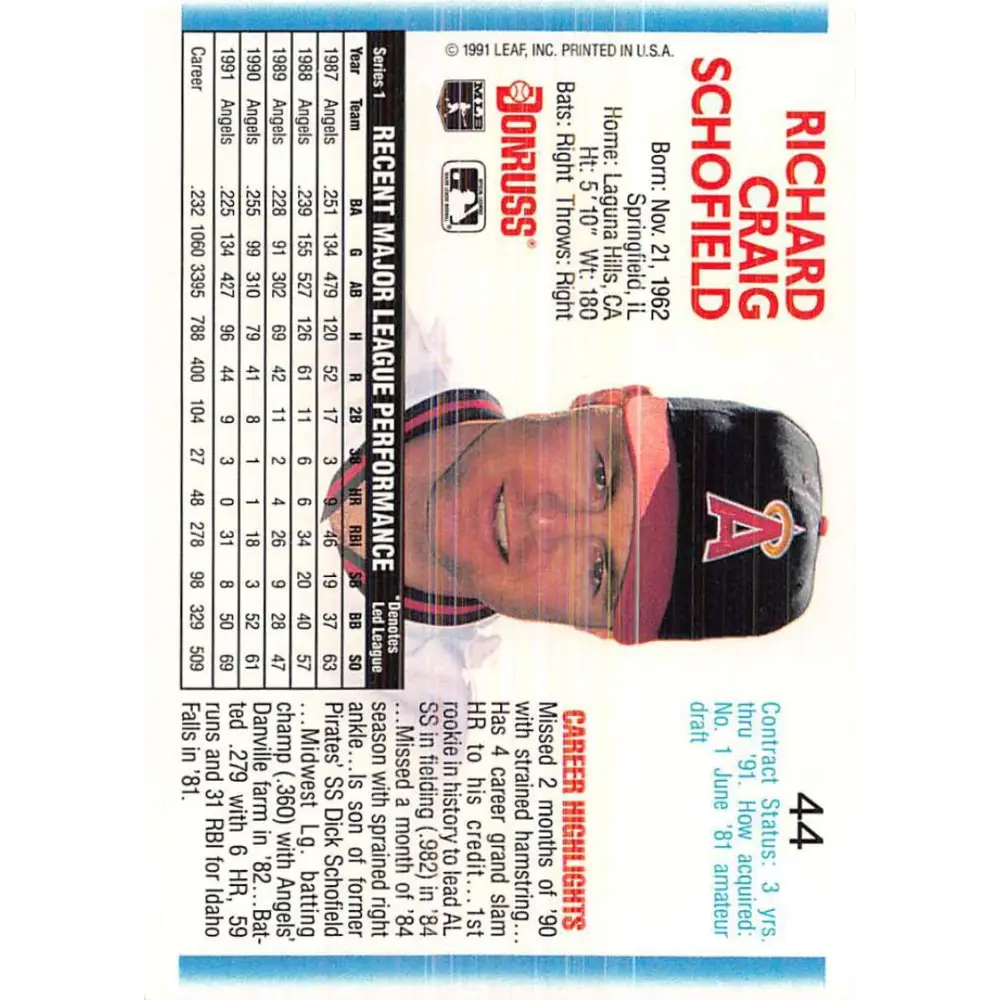 RICHARD
CRAIG
SCHOFIELD
Born: Nov. 21, 1962
Springfield, IL
Home: Laguna Hills, CA
Ht: 5'10" Wt: 180
Bats: Right Throws: Right
DONRUSS®
MLB
© 1991 LEAF, INC. PRINTED IN U.S.A.
A
44
Contract Status: 3 yrs.
thru '91. How acquired:
No. 1 June '81 amateur
draft
CAREER HIGHLIGHTS
Missed 2 months of '90
with strained hamstring...
Has 4 career grand slam
HR to his credit...1st
rookie in history to lead AL
SS in fielding (.982) in '84
...Missed a month of '84
season with sprained right
ankle...Is son of former
Pirates' SS Dick Schofield
...Midwest Lg. batting
champ (.360) with Angels'
Danville farm in '82...Bat-
ted .279 with 6 HR, 59
runs and 31 RBI for Idaho
Falls in '81.
Series 1 RECENT MAJOR LEAGUE PERFORMANCE *Denotes
Led League
Year Team BA G AB H R 2B 3B HR RBI SB BB SO
1987 Angels .251 134 479 120 52 17 3 9 46 19 37 63
1988 Angels .239 155 527 126 61 11 6 6 34 20 40 57
1989 Angels .228 91 302 69 42 11 2 4 26 9 28 47
1990 Angels .255 99 310 79 41 8 1 1 18 3 52 61
1991 Angels .225 134 427 96 44 9 3 0 31 8 50 69
Career .232 1060 3395 788 400 104 27 48 278 98 329 509